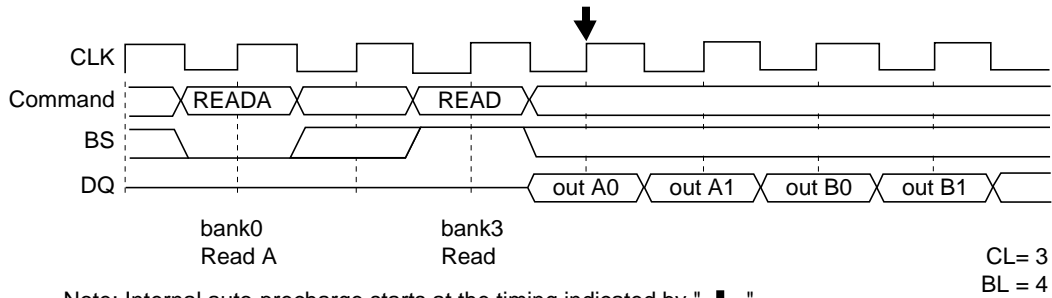 CLK
Command READA READ
BS
DQ out A0 out A1 out B0 out B1
bank0 bank3
Read A Read
CL= 3
BL = 4
Note: Internal auto-precharge starts at the timing indicated by " ".